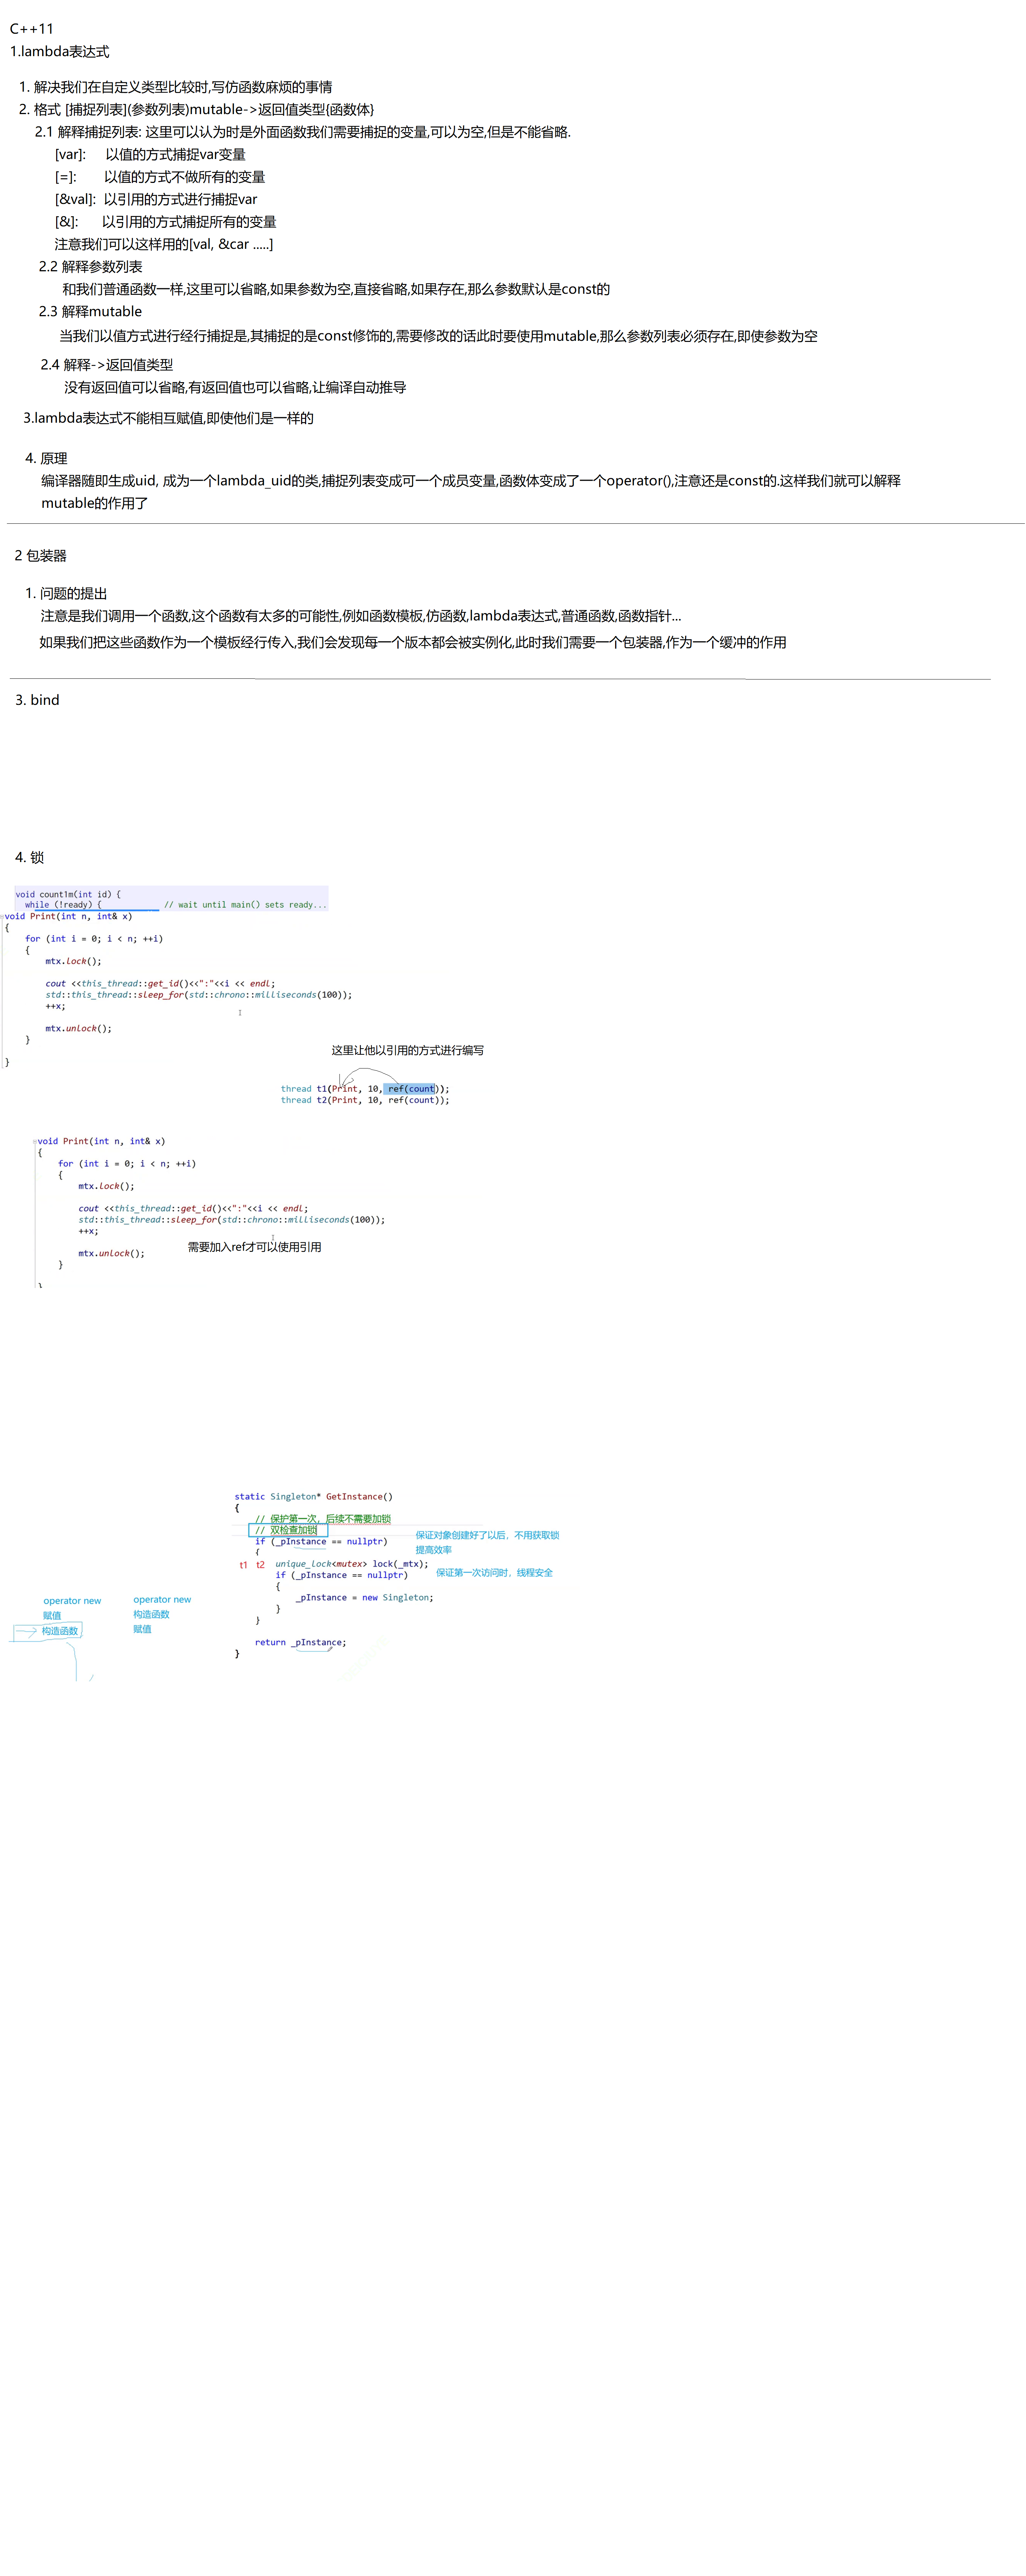 C++11
1.lambda表达式
1. 解决我们在自定义类型比较时,写仿函数麻烦的事情
2. 格式 [捕捉列表](参数列表)mutable->返回值类型{函数体}
2.1 解释捕捉列表: 这里可以认为时是外面函数我们需要捕捉的变量,可以为空,但是不能省略.
[var]: 以值的方式捕捉var变量
[=]: 以值的方式不做所有的变量
[&val]: 以引用的方式进行捕捉var
[&]: 以引用的方式捕捉所有的变量
注意我们可以这样用的[val, &car .....]
2.2 解释参数列表
和我们普通函数一样,这里可以省略,如果参数为空,直接省略,如果存在,那么参数默认是const的
2.3 解释mutable
当我们以值方式进行经行捕捉是,其捕捉的是const修饰的,需要修改的话此时要使用mutable,那么参数列表必须存在,即使参数为空
2.4 解释->返回值类型
没有返回值可以省略,有返回值也可以省略,让编译自动推导
3.lambda表达式不能相互赋值,即使他们是一样的
4. 原理
编译器随即生成uid, 成为一个lambda_uid的类,捕捉列表变成可一个成员变量,函数体变成了一个operator(),注意还是const的.这样我们就可以解释
mutable的作用了
2 包装器
1. 问题的提出
注意是我们调用一个函数,这个函数有太多的可能性,例如函数模板,仿函数,lambda表达式,普通函数,函数指针...
如果我们把这些函数作为一个模板经行传入,我们会发现每一个版本都会被实例化,此时我们需要一个包装器,作为一个缓冲的作用
3. bind
4. 锁
void count1m(int id) {
while (!ready) { // wait until main() sets ready...
void Print(int n, int& x)
{
for (int i = 0; i < n; ++i)
{
mtx.lock();
cout <<this_thread::get_id()<<":"<<i << endl;
std::this_thread::sleep_for(std::chrono::milliseconds(100));
++x;
mtx.unlock();
}
}
这里让他以引用的方式进行编写
thread t1(Print, 10, ref(count));
thread t2(Print, 10, ref(count));
void Print(int n, int& x)
{
for (int i = 0; i < n; ++i)
{
mtx.lock();
cout <<this_thread::get_id()<<":"<<i << endl;
std::this_thread::sleep_for(std::chrono::milliseconds(100));
++x;
需要加入ref才可以使用引用
mtx.unlock();
}
}
static Singleton* GetInstance()
{
// 保护第一次，后续不需要加锁
// 双检查加锁
if (_pInstance == nullptr) 保证对象创建好了以后，不用获取锁
{ 提高效率
t1 t2 unique_lock<mutex> lock(_mtx);
if (_pInstance == nullptr) 保证第一次访问时，线程安全
{
_pInstance = new Singleton;
}
}
return _pInstance;
}
operator new
赋值
构造函数
operator new
构造函数
赋值